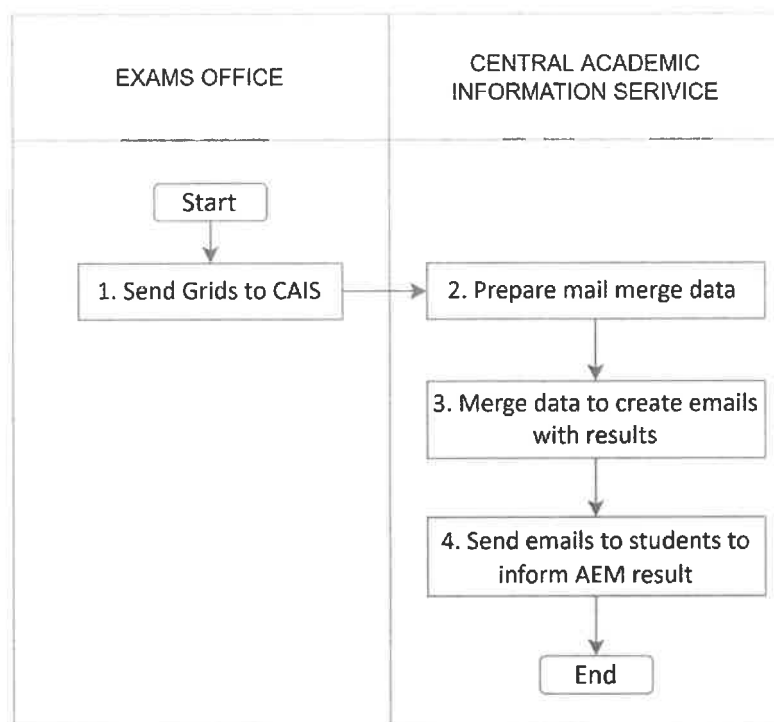 EXAMS OFFICE
CENTRAL ACADEMIC
INFORMATION SERIVICE
Start
1. Send Grids to CAIS
2. Prepare mail merge data
3. Merge data to create emails
with results
4. Send emails to students to
inform AEM result
End